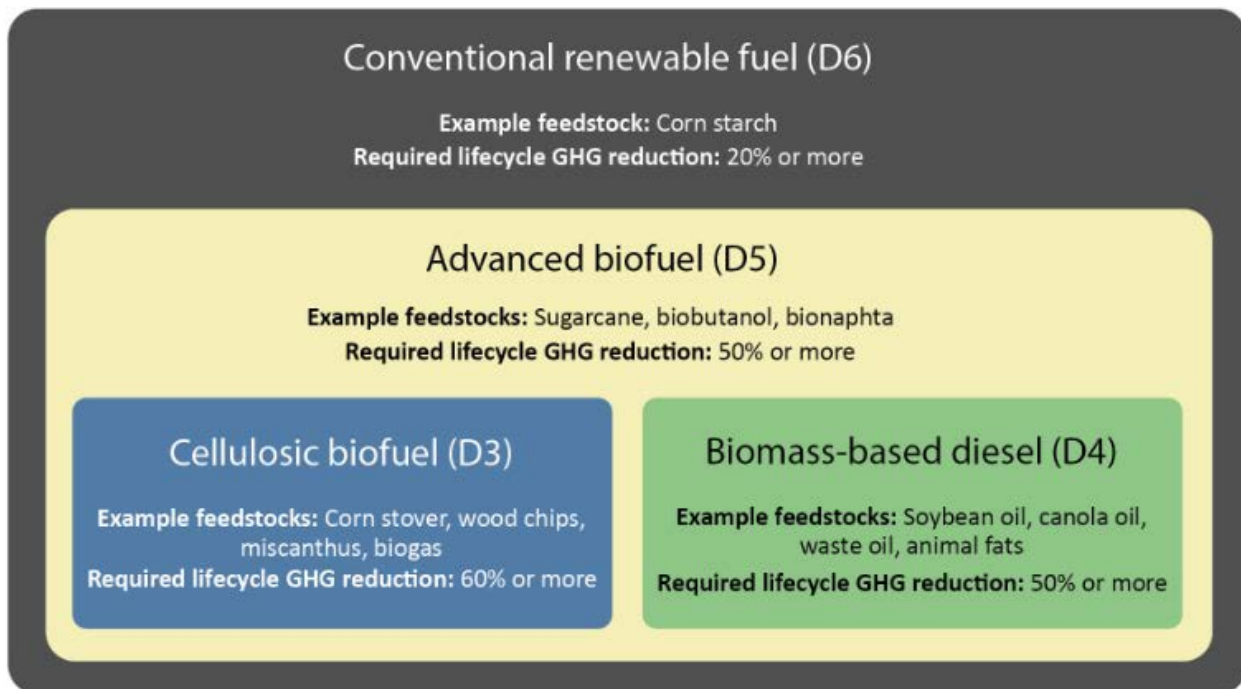 Conventional renewable fuel (D6)
Example feedstock: Corn starch
Required lifecycle GHG reduction: 20% or more
Advanced biofuel (D5)
Example feedstocks: Sugarcane, biobutanol, bionaphta
Required lifecycle GHG reduction: 50% or more
Cellulosic biofuel (D3)
Example feedstocks: Corn stover, wood chips,
miscanthus, biogas
Required lifecycle GHG reduction: 60% or more
Biomass-based diesel (D4)
Example feedstocks: Soybean oil, canola oil,
waste oil, animal fats
Required lifecycle GHG reduction: 50% or more